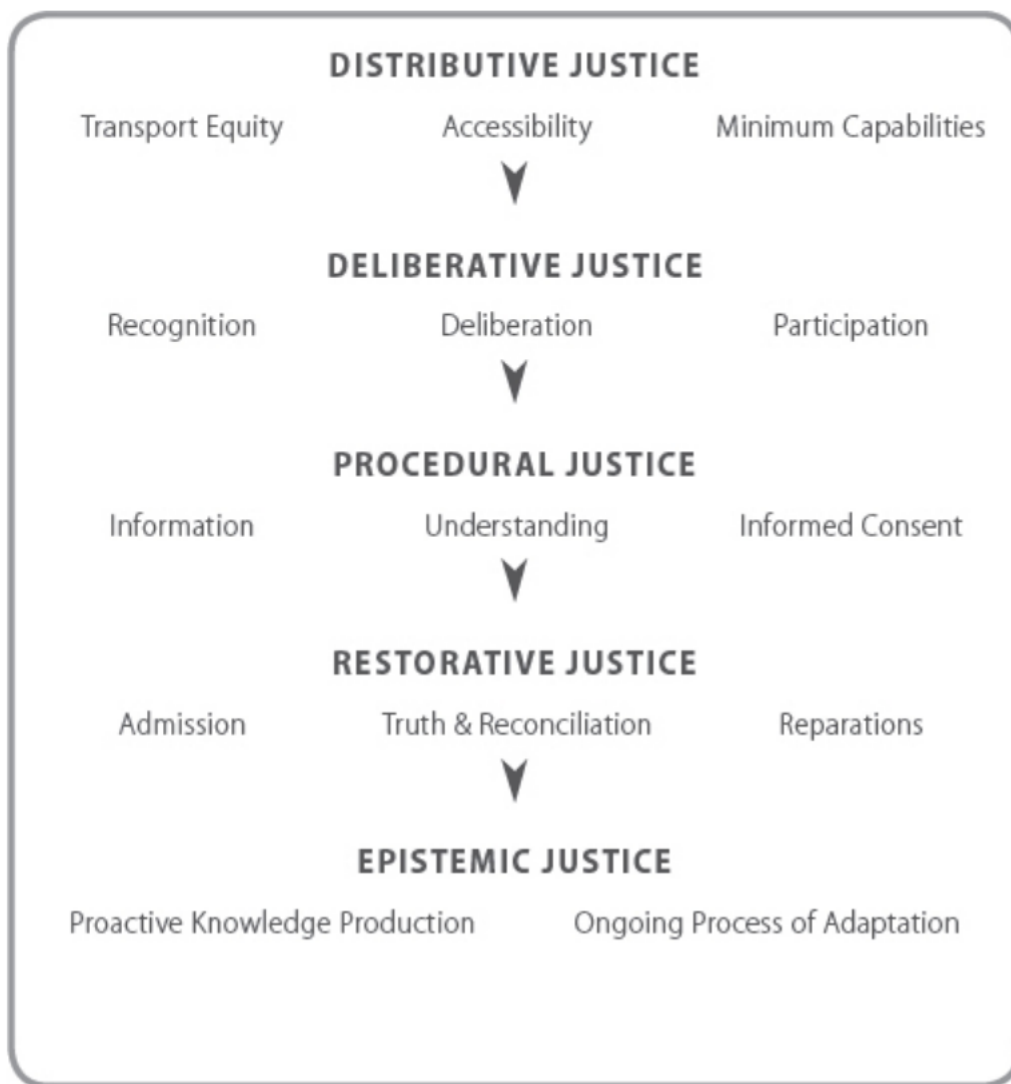 DISTRIBUTIVE JUSTICE
Transport Equity Accessibility Minimum Capabilities
DELIBERATIVE JUSTICE
Recognition Deliberation Participation
PROCEDURAL JUSTICE
Information Understanding Informed Consent
RESTORATIVE JUSTICE
Admission Truth & Reconciliation Reparations
EPISTEMIC JUSTICE
Proactive Knowledge Production Ongoing Process of Adaptation